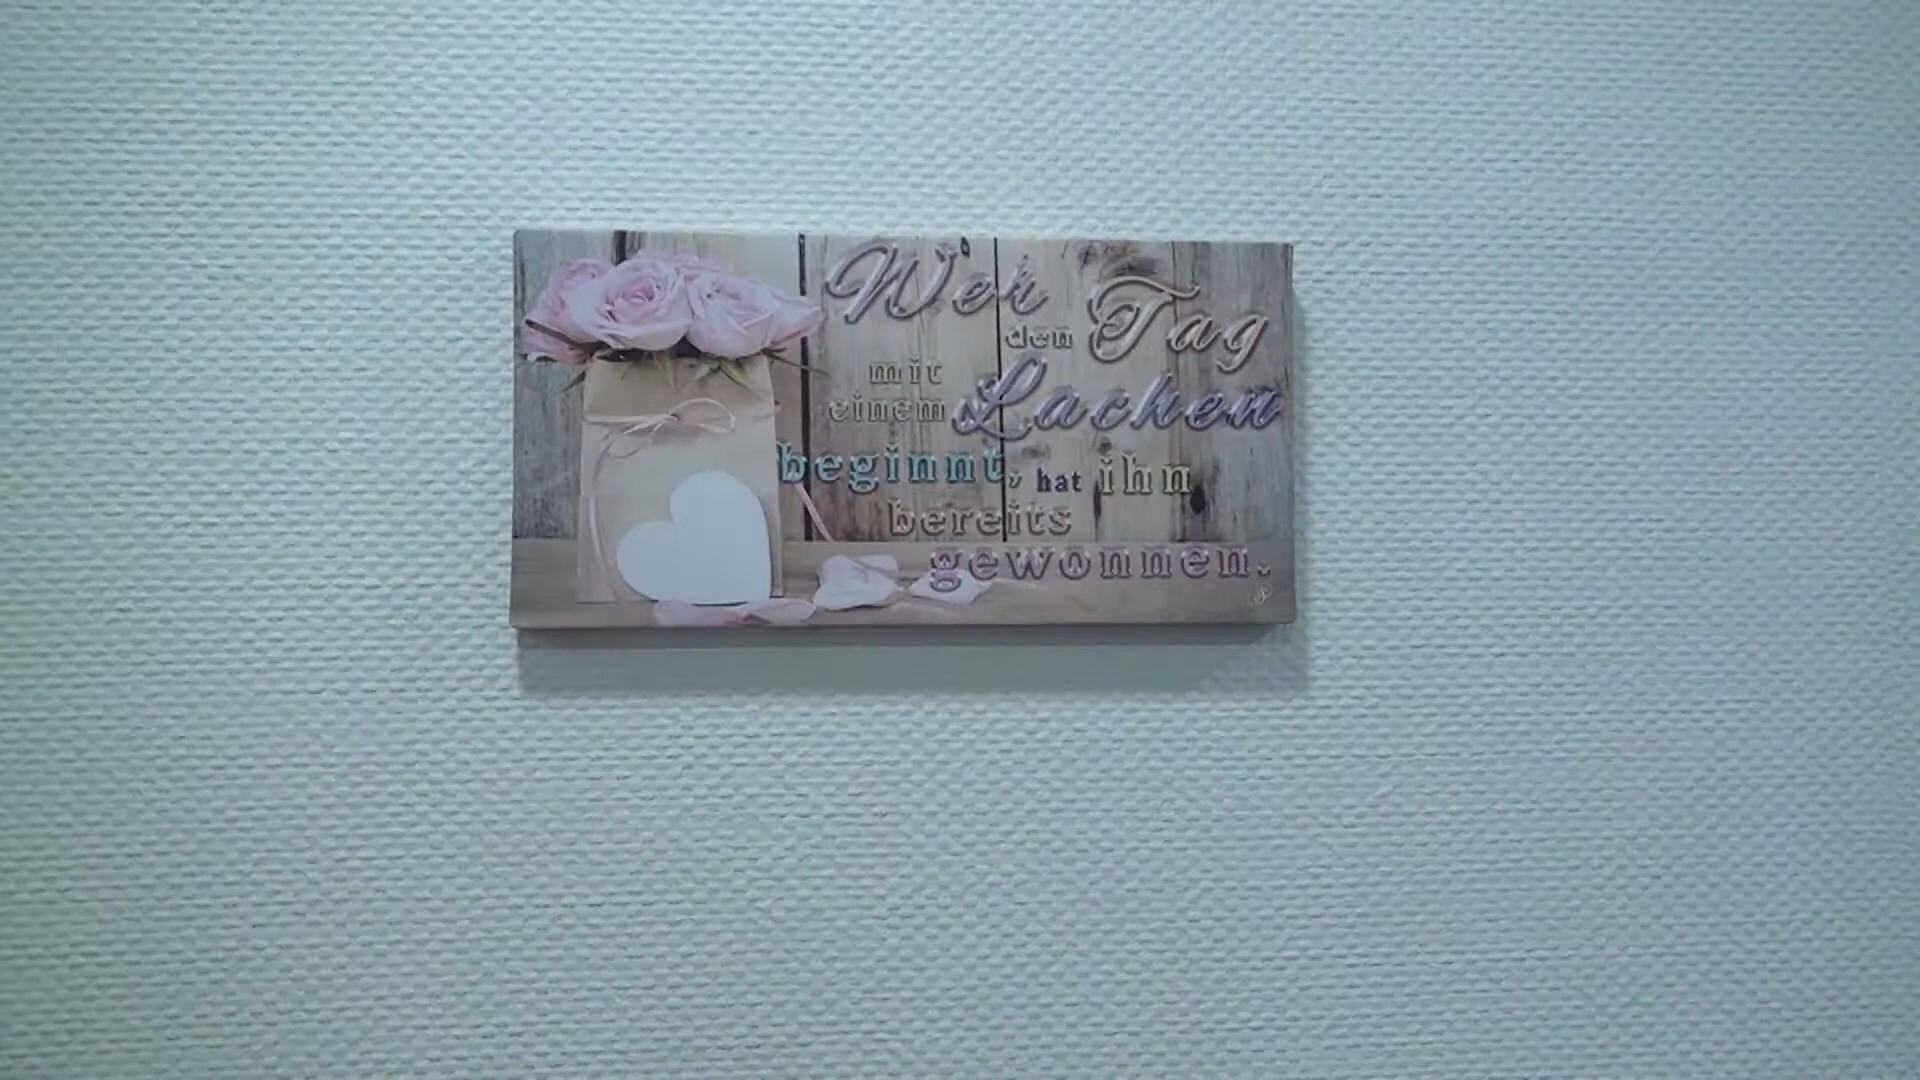 Wer
den Tag
mit
einem Lachen
beginnt, hat ihn
bereits
gewonnen.